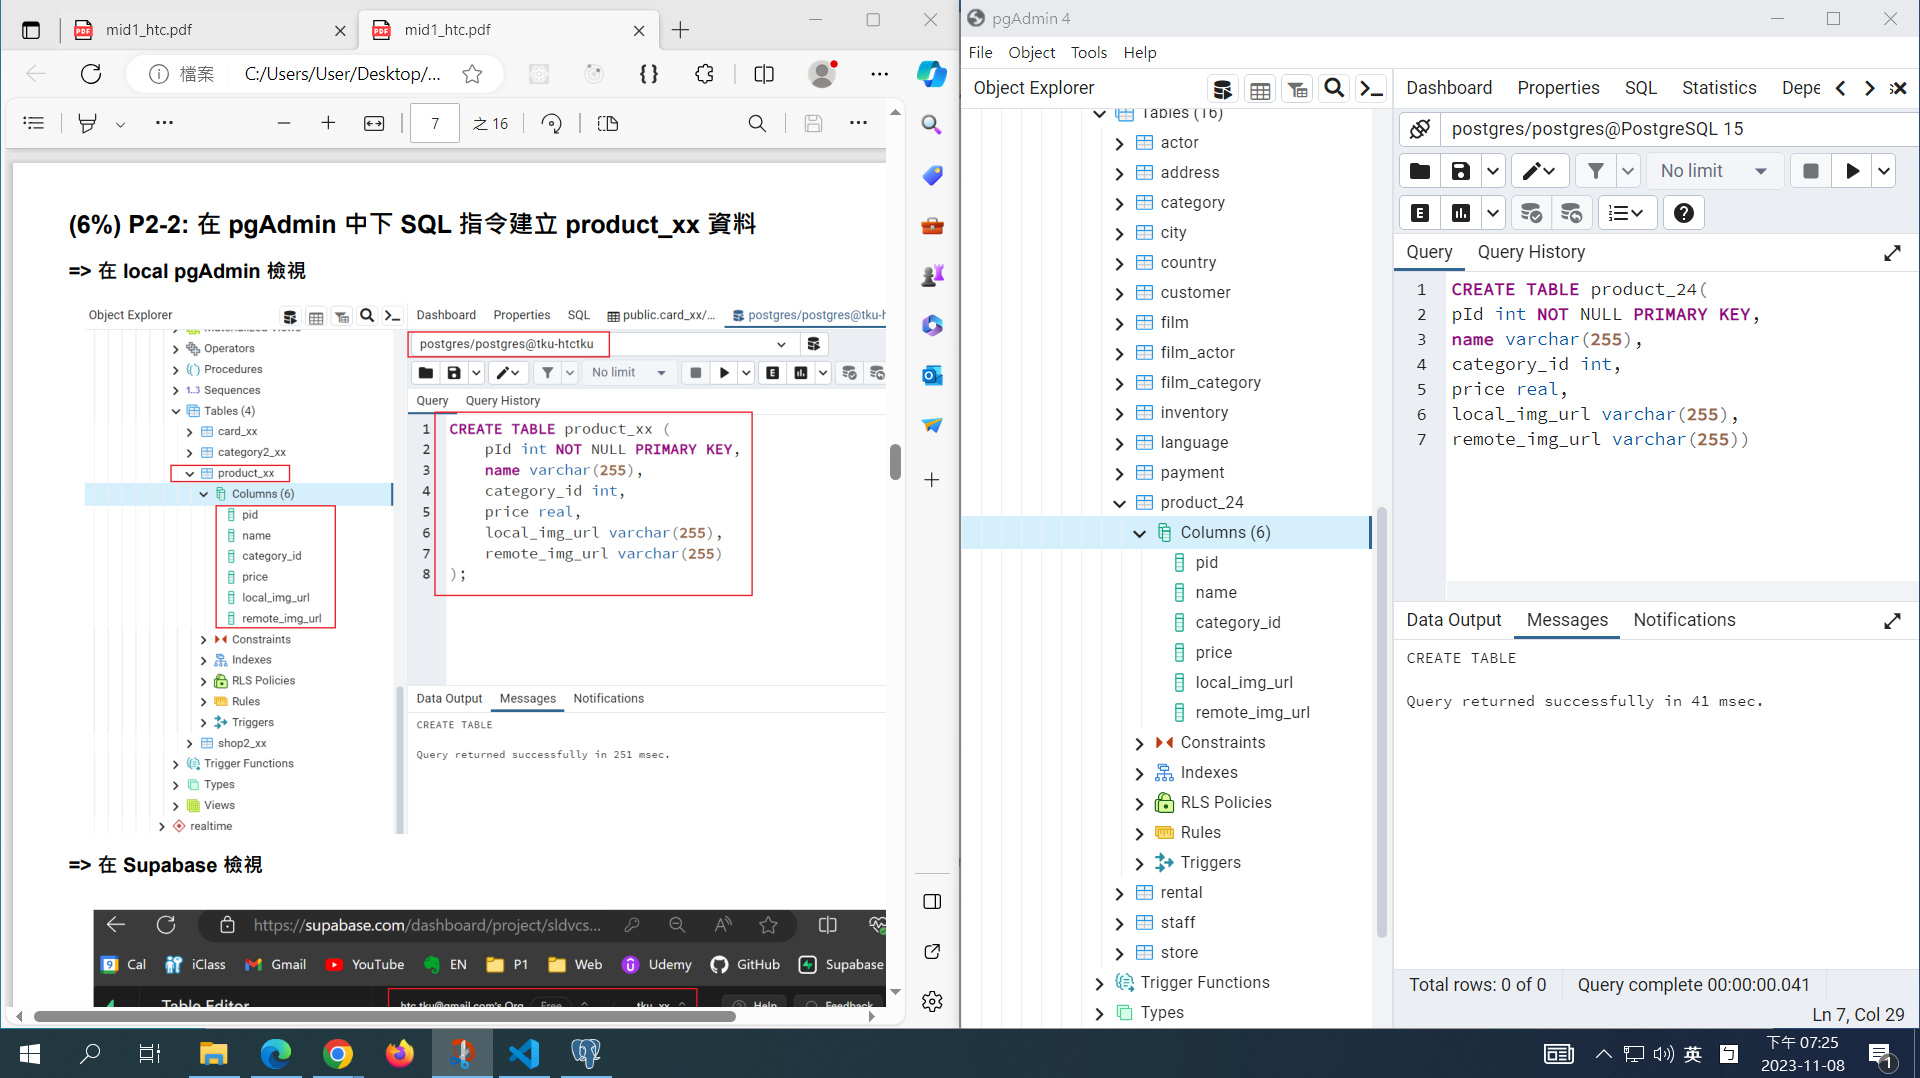 mid1_htc.pdf
mid1_htc.pdf
檔案
C:/Users/User/Desktop/...
7
之 16
(6%) P2-2: 在 pgAdmin 中下 SQL 指令建立 product_xx 資料
=> 在 local pgAdmin 檢視
Object Explorer
Operators
Procedures
1..3 Sequences
Tables (4)
card_xx
category2_xx
product_xx
Columns (6)
pid
name
category_id
price
local_img_url
remote_img_url
Constraints
Indexes
RLS Policies
Rules
Triggers
shop2_xx
Trigger Functions
Types
Views
realtime
Dashboard
Properties
SQL
public.card_xx/...
postgres/postgres@tku-h
postgres/postgres@tku-htctku
No limit
E
Query
Query History
1 CREATE TABLE product_xx (
2 pId int NOT NULL PRIMARY KEY,
3 name varchar(255),
4 category_id int,
5 price real,
6 local_img_url varchar(255),
7 remote_img_url varchar(255)
8 );
Data Output
Messages
Notifications
CREATE TABLE
Query returned successfully in 251 msec.
=> 在 Supabase 檢視
https://supabase.com/dashboard/project/sldvcs...
Cal
iClass
Gmail
YouTube
EN
P1
Web
Udemy
GitHub
Supabase
Table Editor
htc.tku@gmail.com's Org
Free
tku_xx
Help
Feedback
pgAdmin 4
File
Object
Tools
Help
Object Explorer
Tables (16)
actor
address
category
city
country
customer
film
film_actor
film_category
inventory
language
payment
product_24
Columns (6)
pid
name
category_id
price
local_img_url
remote_img_url
Constraints
Indexes
RLS Policies
Rules
Triggers
rental
staff
store
Trigger Functions
Types
Dashboard
Properties
SQL
Statistics
Depe
postgres/postgres@PostgreSQL 15
No limit
E
Query
Query History
1 CREATE TABLE product_24(
2 pId int NOT NULL PRIMARY KEY,
3 name varchar(255),
4 category_id int,
5 price real,
6 local_img_url varchar(255),
7 remote_img_url varchar(255))
Data Output
Messages
Notifications
CREATE TABLE
Query returned successfully in 41 msec.
Total rows: 0 of 0
Query complete 00:00:00.041
Ln 7, Col 29
英
下午 07:25
2023-11-08
1